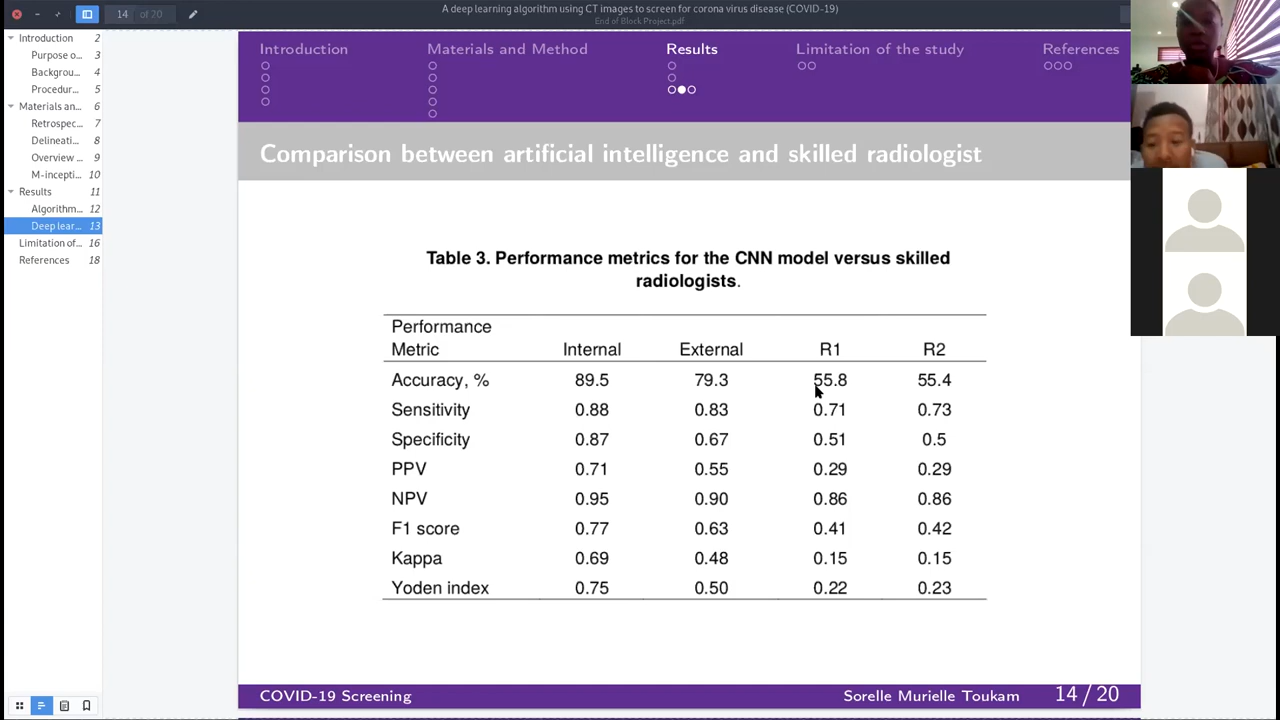 A deep learning algorithm using CT images to screen for corona virus disease (COVID-19)
End of Block Project.pdf
14 of 20
Introduction 2
Purpose o... 3
Backgrou... 4
Procedur... 5
Materials an... 6
Retrospec... 7
Delineati... 8
Overview ... 9
M-incepti... 10
Results 11
Algorithm... 12
Deep lear... 13
Limitation of... 16
References 18
Introduction Materials and Method Results Limitation of the study References
Comparison between artificial intelligence and skilled radiologist
Table 3. Performance metrics for the CNN model versus skilled
radiologists.
Performance
Metric Internal External R1 R2
Accuracy, % 89.5 79.3 55.8 55.4
Sensitivity 0.88 0.83 0.71 0.73
Specificity 0.87 0.67 0.51 0.5
PPV 0.71 0.55 0.29 0.29
NPV 0.95 0.90 0.86 0.86
F1 score 0.77 0.63 0.41 0.42
Kappa 0.69 0.48 0.15 0.15
Yoden index 0.75 0.50 0.22 0.23
COVID-19 Screening Sorelle Murielle Toukam 14 / 20